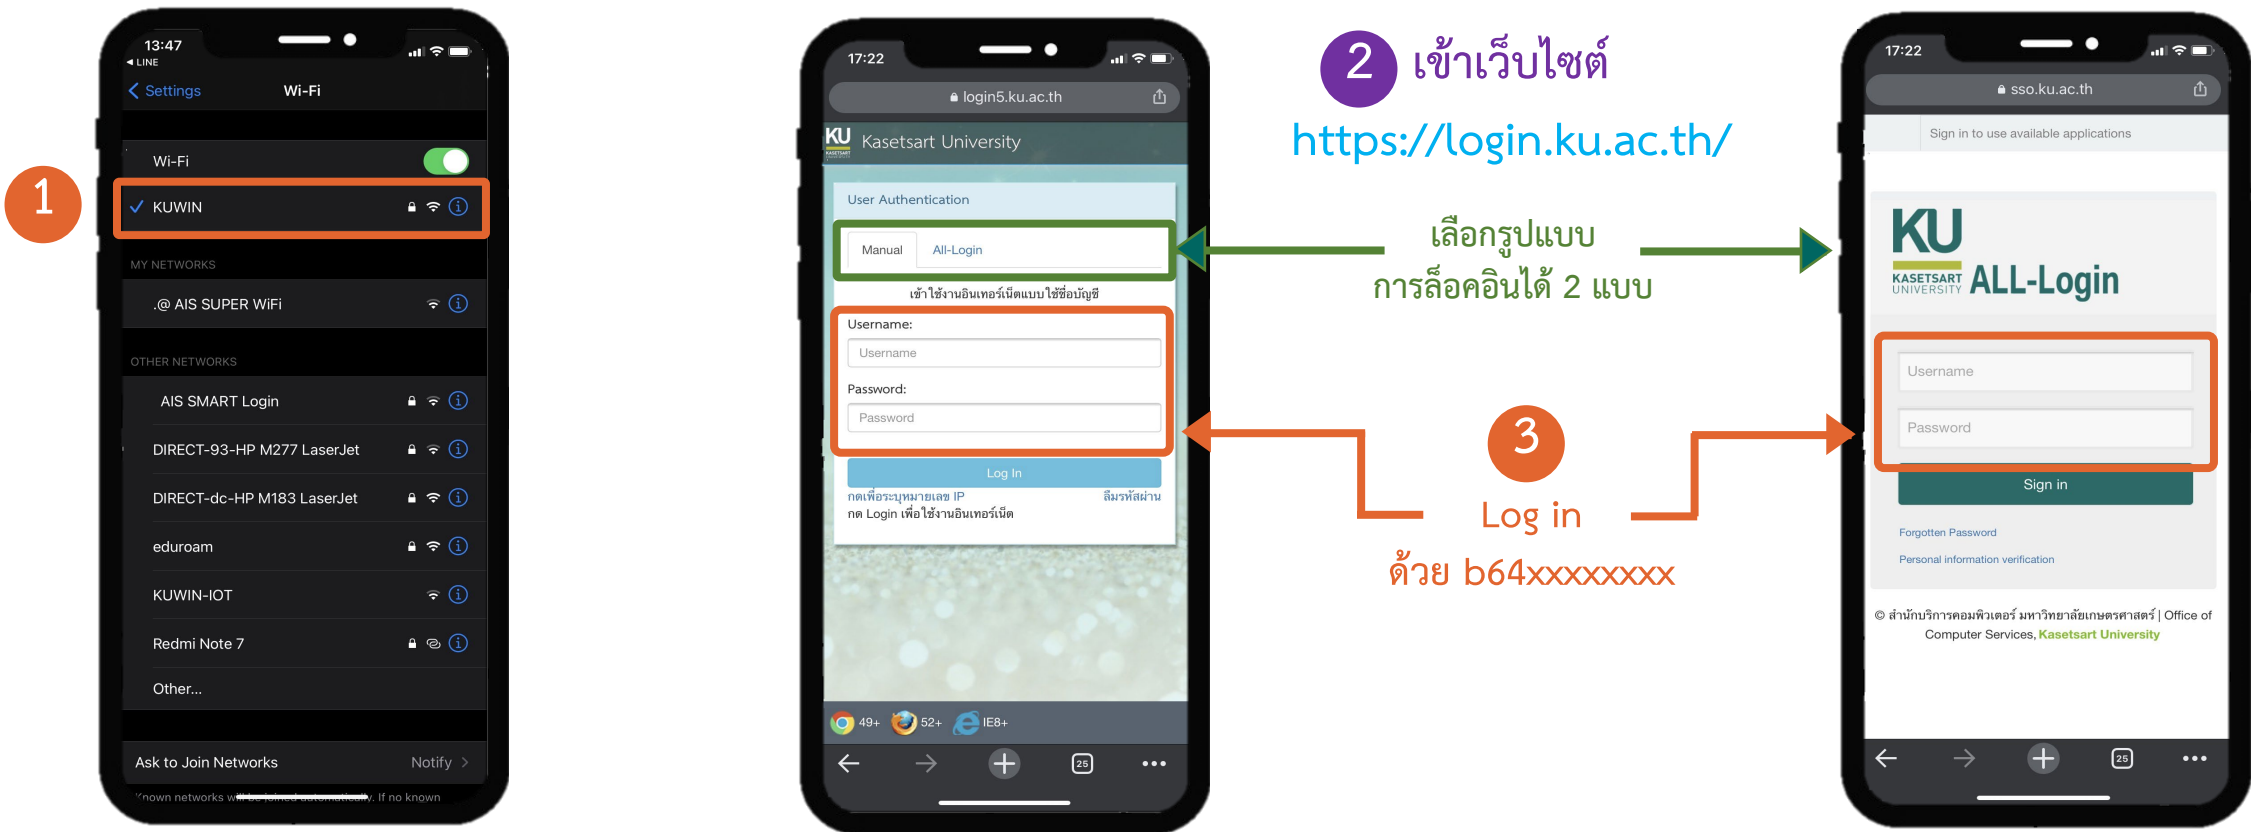 1
13:47
LINE
Settings
Wi-Fi
Wi-Fi
KUWIN
MY NETWORKS
.@ AIS SUPER WiFi
OTHER NETWORKS
AIS SMART Login
DIRECT-93-HP M277 LaserJet
DIRECT-dc-HP M183 LaserJet
eduroam
KUWIN-IOT
Redmi Note 7
Other...
Ask to Join Networks
Notify
Known networks will be joined automatically. If no known
17:22
login5.ku.ac.th
KU
KASETSART
Kasetsart University
User Authentication
Manual
All-Login
เข้าใช้งานอินเทอร์เน็ตแบบใช้ชื่อบัญชี
Username:
Username
Password:
Password
Log In
กดเพื่อระบุหมายเลข IP
ลืมรหัสผ่าน
กด Login เพื่อใช้งานอินเทอร์เน็ต
49+
52+
IE8+
25
2 เข้าเว็บไซต์
https://login.ku.ac.th/
เลือกรูปแบบ
การล็อคอินได้ 2 แบบ
3
Log in
ด้วย b64xxxxxxxx
17:22
sso.ku.ac.th
Sign in to use available applications
KU
KASETSART
UNIVERSITY
ALL-Login
Username
Password
Sign in
Forgotten Password
Personal information verification
© สำนักบริการคอมพิวเตอร์ มหาวิทยาลัยเกษตรศาสตร์ | Office of
Computer Services, Kasetsart University
25